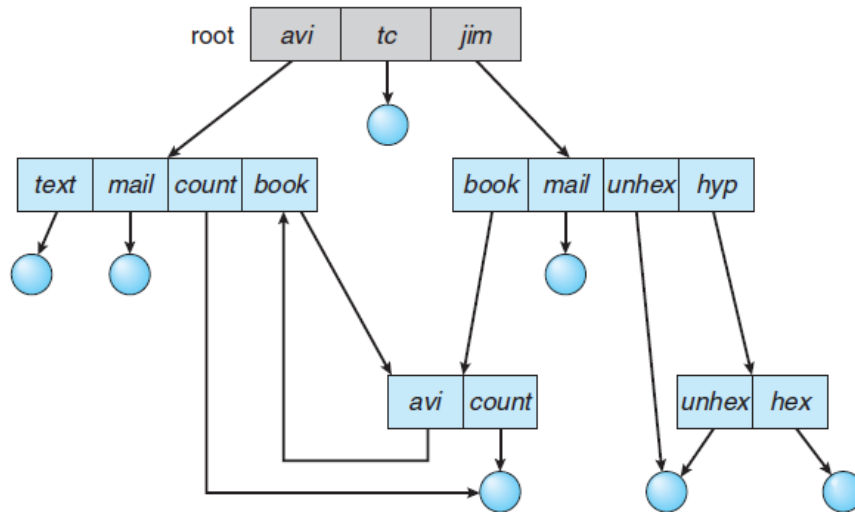 root avi tc jim
text mail count book
book mail unhex hyp
avi count
unhex hex